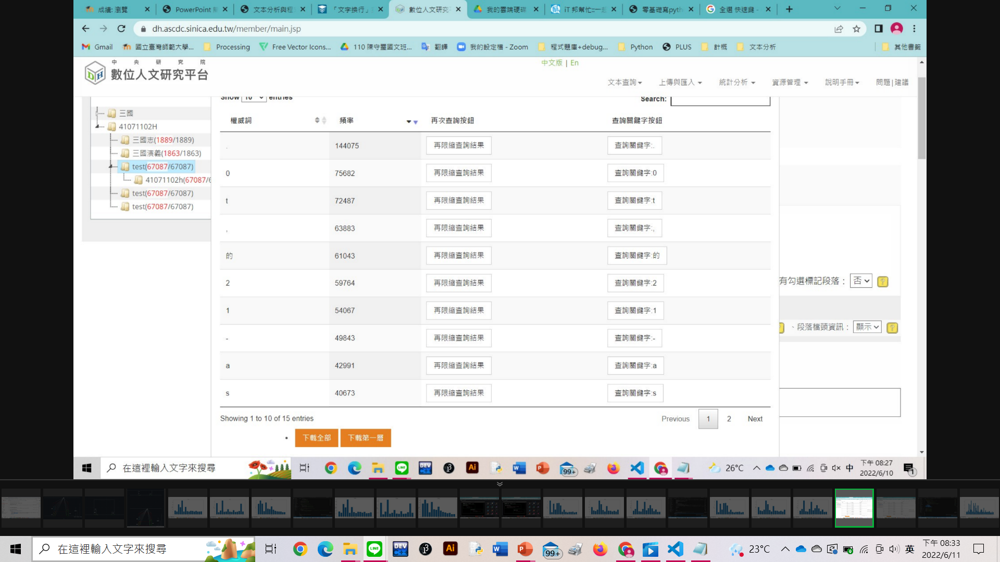 成績: 瀏覽
PowerPoint
文本分析與程
「文字換行」
數位人文研究
我的雲端硬碟
iT 邦幫忙::一起
零基礎寫pyth
全選 快速鍵 -
dh.ascdc.sinica.edu.tw/member/main.jsp
Gmail
國立臺灣師範大學...
Processing
Free Vector Icons...
110 陳守璽國文班...
翻譯
我的設定檔 - Zoom
程式題庫+debug...
Python
PLUS
計概
文本分析
其他書籤
中央研究院
數位人文研究平台
中文版 | En
文本查詢
上傳與匯入
統計分析
資源管理
說明手冊
問題|建議
Show 10 entries
Search:
三國
41071102H
三國志(1889/1889)
三國演義(1863/1863)
test(67087/67087)
41071102h(67087/6
test(67087/67087)
test(67087/67087)
權威詞 頻率 再次查詢按鈕 查詢關鍵字按鈕
. 144075 再限縮查詢結果 查詢關鍵字:.
0 75682 再限縮查詢結果 查詢關鍵字:0
t 72487 再限縮查詢結果 查詢關鍵字:t
, 63883 再限縮查詢結果 查詢關鍵字:,
的 61043 再限縮查詢結果 查詢關鍵字:的
2 59764 再限縮查詢結果 查詢關鍵字:2
1 54067 再限縮查詢結果 查詢關鍵字:1
- 49843 再限縮查詢結果 查詢關鍵字:-
a 42991 再限縮查詢結果 查詢關鍵字:a
s 40673 再限縮查詢結果 查詢關鍵字:s
有勾選標記段落： 否
、段落檔頭資訊： 顯示
Showing 1 to 10 of 15 entries
Previous 1 2 Next
下載全部 下載第一層
在這裡輸入文字來搜尋
DEV C++
LINE
Ai
99+
26°C
中
下午 08:27
2022/6/10
1
在這裡輸入文字來搜尋
LINE
DEV C++
Ai
99+
23°C
英
下午 08:33
2022/6/11